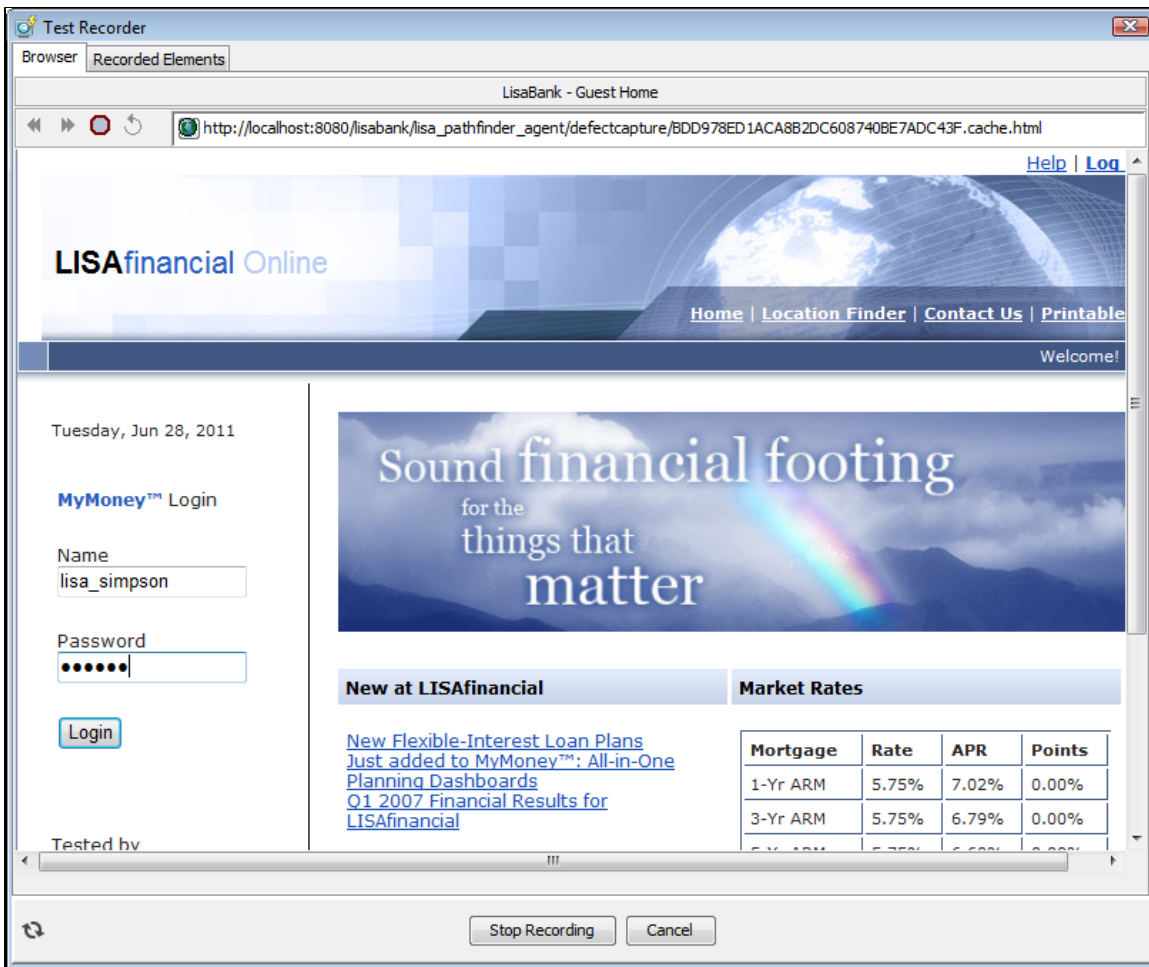 Test Recorder
Browser Recorded Elements
LisaBank - Guest Home
http://localhost:8080/lisabank/lisa_pathfinder_agent/defectcapture/BDD978ED1ACA8B2DC608740BE7ADC43F.cache.html
Help | Log
LISAfinancial Online
Home | Location Finder | Contact Us | Printable
Welcome!
Tuesday, Jun 28, 2011
MyMoney™ Login
Name
lisa_simpson
Password
••••••
Login
Tested by
Sound financial footing
for the
things that
matter
New at LISAfinancial
New Flexible-Interest Loan Plans
Just added to MyMoney™: All-in-One
Planning Dashboards
Q1 2007 Financial Results for
LISAfinancial
Market Rates
Mortgage Rate APR Points
1-Yr ARM 5.75% 7.02% 0.00%
3-Yr ARM 5.75% 6.79% 0.00%
Stop Recording Cancel